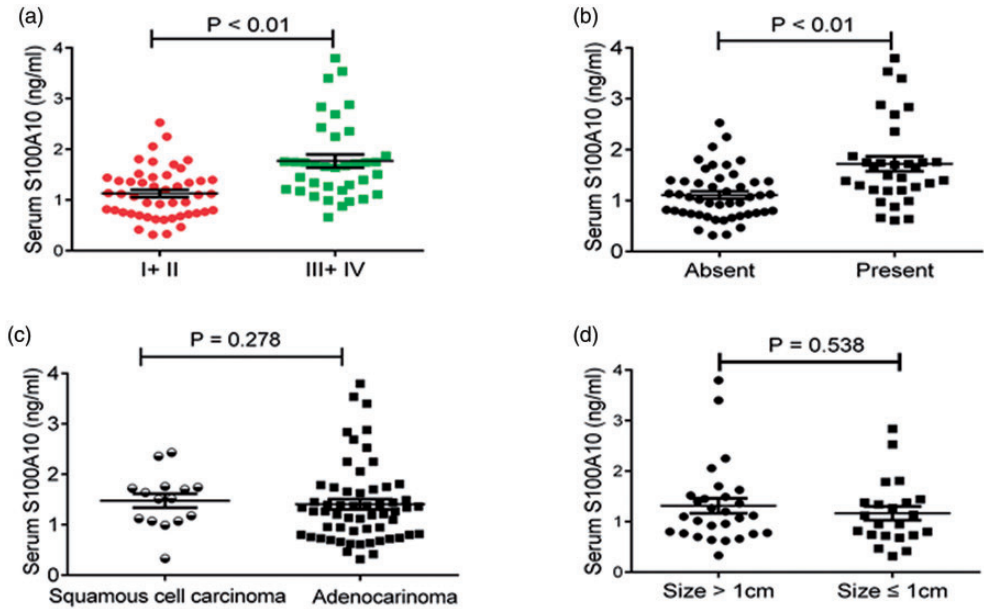 (a)
P < 0.01
Serum S100A10 (ng/ml)
4
3
2
1
0
I+ II
III+ IV
(b)
P < 0.01
Serum S100A10 (ng/ml)
4
3
2
1
0
Absent
Present
(c)
P = 0.278
Serum S100A10 (ng/ml)
4
3
2
1
0
Squamous cell carcinoma
Adenocarinoma
(d)
P = 0.538
Serum S100A10 (ng/ml)
4
3
2
1
0
Size > 1cm
Size ≤ 1cm